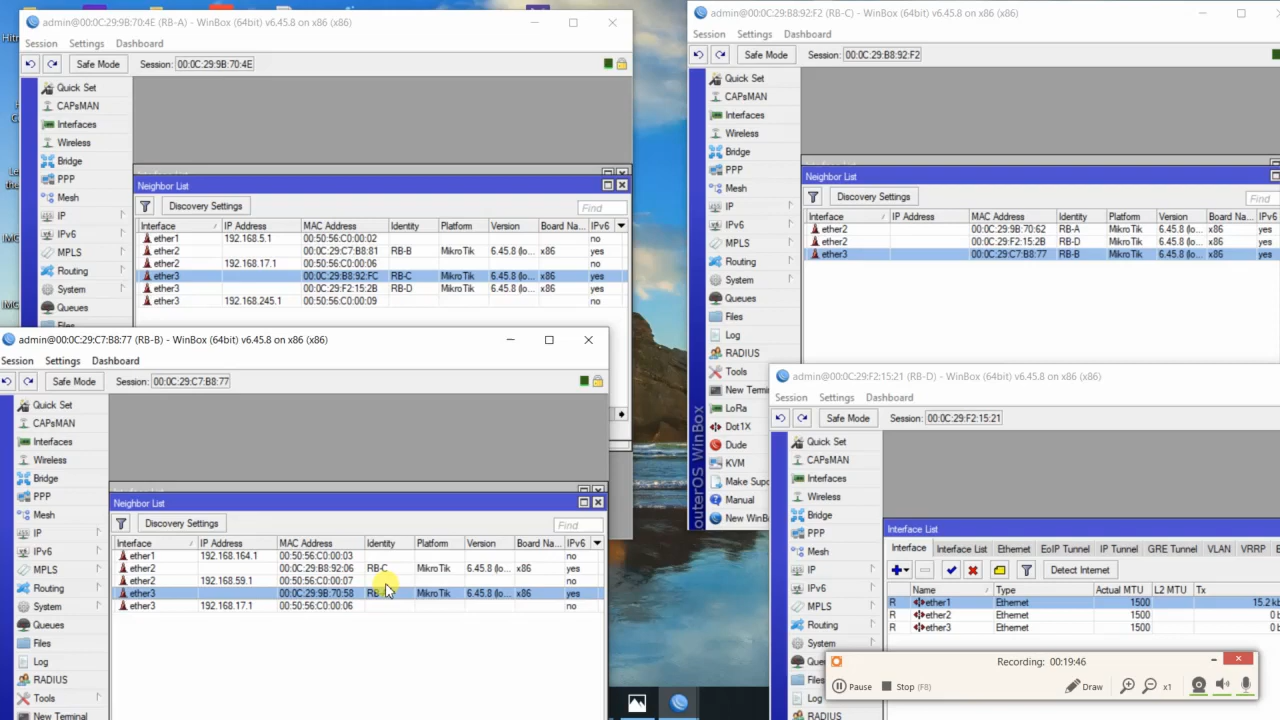 admin@00:0C:29:9B:70:4E (RB-A) - WinBox (64bit) v6.45.8 on x86 (x86)
Session Settings Dashboard
Safe Mode Session: 00:0C:29:9B:70:4E
Quick Set
CAPsMAN
Interfaces
Wireless
Bridge
PPP
Mesh
IP
IPv6
MPLS
Routing
System
Queues
Files
Neighbor List
Discovery Settings
Find
Interface IP Address MAC Address Identity Platform Version Board Na... IPv6
ether1 192.168.5.1 00:50:56:C0:00:02 no
ether2 00:0C:29:C7:B8:81 RB-B MikroTik 6.45.8 (lo... x86 yes
ether2 192.168.17.1 00:50:56:C0:00:06 no
ether3 00:0C:29:B8:92:FC RB-C MikroTik 6.45.8 (lo... x86 yes
ether3 00:0C:29:F2:15:2B RB-D MikroTik 6.45.8 (lo... x86 yes
ether3 192.168.245.1 00:50:56:C0:00:09 no
admin@00:0C:29:B8:92:F2 (RB-C) - WinBox (64bit) v6.45.8 on x86 (x86)
Session Settings Dashboard
Safe Mode Session: 00:0C:29:B8:92:F2
Quick Set
CAPsMAN
Interfaces
Wireless
Bridge
PPP
Mesh
IP
IPv6
MPLS
Routing
System
Queues
Files
Log
RADIUS
Tools
New Termi
LoRa
Dot1X
Dude
KVM
Make Supo
Manual
New WinB
outerOS WinBox
Neighbor List
Discovery Settings
Find
Interface IP Address MAC Address Identity Platform Version Board Na... IPv6
ether2 00:0C:29:9B:70:62 RB-A MikroTik 6.45.8 (lo... x86 yes
ether2 00:0C:29:F2:15:2B RB-D MikroTik 6.45.8 (lo... x86 yes
ether3 00:0C:29:C7:B8:77 RB-B MikroTik 6.45.8 (lo... x86 yes
admin@00:0C:29:C7:B8:77 (RB-B) - WinBox (64bit) v6.45.8 on x86 (x86)
Session Settings Dashboard
Safe Mode Session: 00:0C:29:C7:B8:77
Quick Set
CAPsMAN
Interfaces
Wireless
Bridge
PPP
Mesh
IP
IPv6
MPLS
Routing
System
Queues
Files
Log
RADIUS
Tools
New Terminal
Neighbor List
Discovery Settings
Find
Interface IP Address MAC Address Identity Platform Version Board Na... IPv6
ether1 192.168.164.1 00:50:56:C0:00:03 no
ether2 00:0C:29:B8:92:06 RB-C MikroTik 6.45.8 (lo... x86 yes
ether2 192.168.59.1 00:50:56:C0:00:07 no
ether3 00:0C:29:9B:70:58 MikroTik 6.45.8 (lo... x86 yes
ether3 192.168.17.1 00:50:56:C0:00:06 no
admin@00:0C:29:F2:15:21 (RB-D) - WinBox (64bit) v6.45.8 on x86 (x86)
Session Settings Dashboard
Safe Mode Session: 00:0C:29:F2:15:21
Quick Set
CAPsMAN
Interfaces
Wireless
Bridge
PPP
Mesh
IP
IPv6
MPLS
Routing
System
Files
Log
RADIUS
Interface List
Interface Interface List Ethernet EoIP Tunnel IP Tunnel GRE Tunnel VLAN VRRP
Detect Internet
Name Type Actual MTU L2 MTU Tx
R ether1 Ethernet 1500 15.2 kb
R ether2 Ethernet 1500 0 b
R ether3 Ethernet 1500 0 b
Recording: 00:19:46
Pause Stop (F8) Draw x1